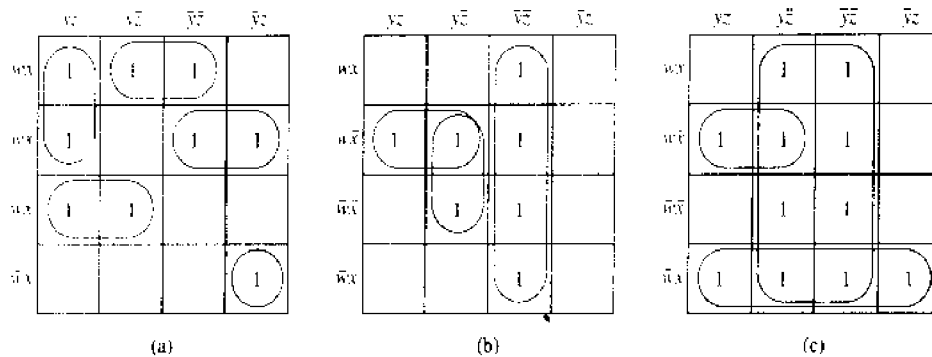 yz yz̄ ȳz̄ ȳz yz yz̄ ȳz̄ ȳz yz yz̄ ȳz̄ ȳz
wx 1 1 1 wx 1 wx 1 1
1 1 1 wx̄ 1 1 1 wx̄ 1 1 1
1 1 w̄x̄ 1 1 w̄x̄ 1 1
w̄x 1 w̄x 1 w̄x 1 1 1 1
(a) (b) (c)